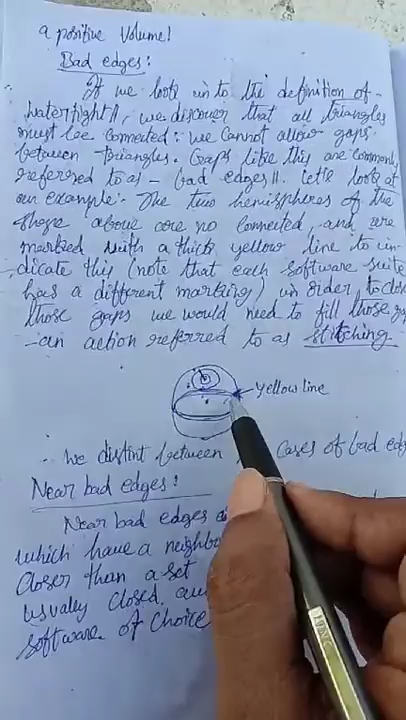 a positive Volume!
Bad edges:
If we look in to the definition of
watertight", we discover that all triangles
must be connected: we cannot allow gaps
between triangles. Gaps like this are commonly
referred to as - bad edges". Let's look at
our example. The two hemispheres of the
shape above are no connected, and are
marked with a thick yellow line to in-
dicate this (note that each software suite
has a different marking) in order, to close
those gaps we would need to fill those
-an action referred to as stitching
yellow line
We distint between cases of bad
Near bad edges:
Near bad edges
which have a
closer than a set
usually closed
software of choice